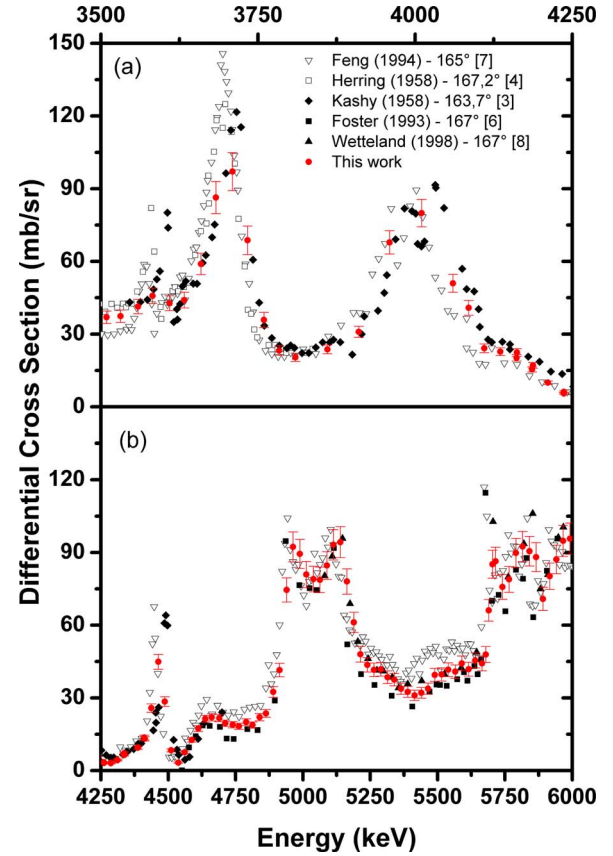 3500 3750 4000 4250
150
(a)
Feng (1994) - 165° [7]
Herring (1958) - 167,2° [4]
Kashy (1958) - 163,7° [3]
Foster (1993) - 167° [6]
Wetteland (1998) - 167° [8]
This work
120
90
60
30
0
Differential Cross Section (mb/sr)
(b)
120
90
60
30
0
4250 4500 4750 5000 5250 5500 5750 6000
Energy (keV)